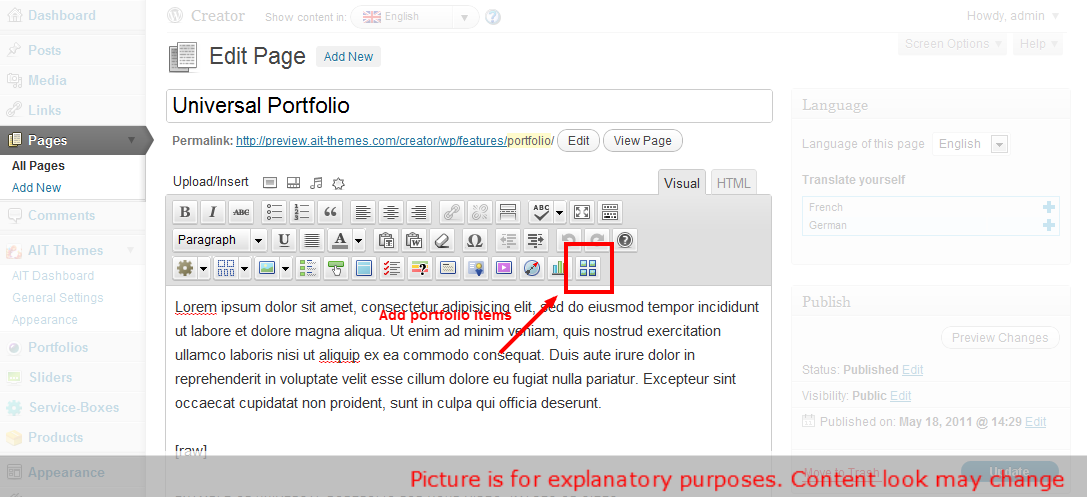 Dashboard
Posts
Media
Links
Pages
All Pages
Add New
Comments
AIT Themes
AIT Dashboard
General Settings
Appearance
Portfolios
Sliders
Service-Boxes
Products
Appearance
Creator
Show content in: English
Howdy, admin
Screen Options
Help
Edit Page Add New
Universal Portfolio
Permalink: http://preview.ait-themes.com/creator/wp/features/portfolio/ Edit View Page
Upload/Insert
Visual HTML
B I ABC ABC
Paragraph U A
Add portfolio items
Lorem ipsum dolor sit amet, consectetur adipisicing elit, sed do eiusmod tempor incididunt
ut labore et dolore magna aliqua. Ut enim ad minim veniam, quis nostrud exercitation
ullamco laboris nisi ut aliquip ex ea commodo consequat. Duis aute irure dolor in
reprehenderit in voluptate velit esse cillum dolore eu fugiat nulla pariatur. Excepteur sint
occaecat cupidatat non proident, sunt in culpa qui officia deserunt.
[raw]
Language
Language of this page English
Translate yourself
French
German
Publish
Preview Changes
Status: Published Edit
Visibility: Public Edit
Published on: May 18, 2011 @ 14:29 Edit
Move to Trash Update
Picture is for explanatory purposes. Content look may change